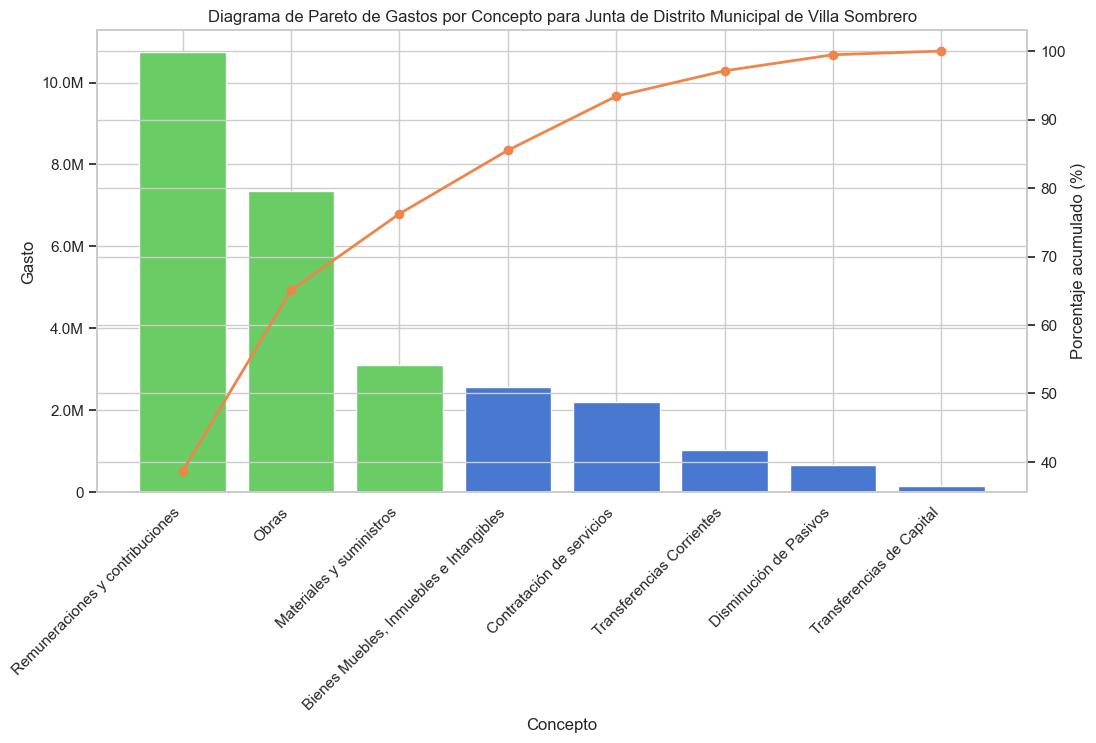 Diagrama de Pareto de Gastos por Concepto para Junta de Distrito Municipal de Villa Sombrero
Gasto
10.0M
8.0M
6.0M
4.0M
2.0M
0
100
90
80
70
60
50
40
Porcentaje acumulado (%)
Remuneraciones y contribuciones
Obras
Materiales y suministros
Bienes Muebles, Inmuebles e Intangibles
Contratación de servicios
Transferencias Corrientes
Disminución de Pasivos
Transferencias de Capital
Concepto